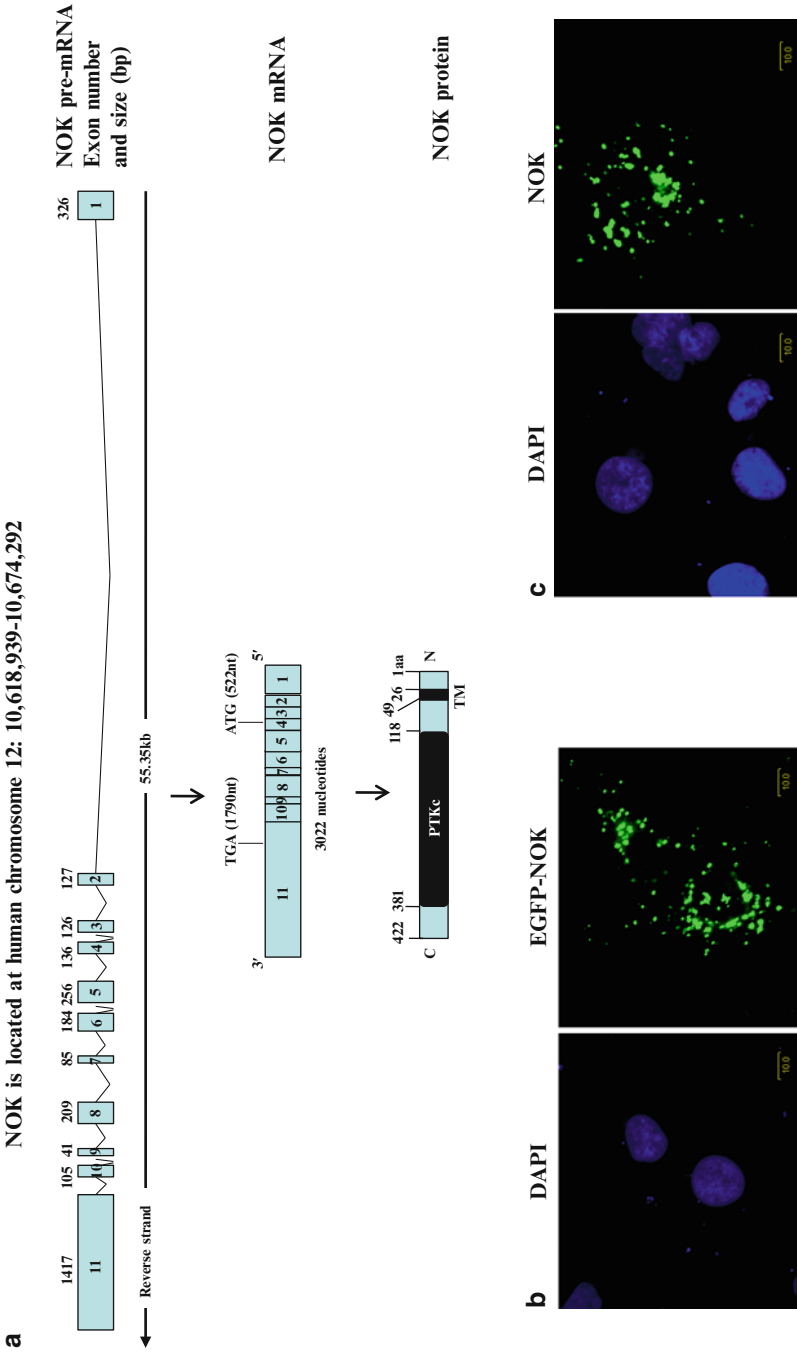 a
NOK is located at human chromosome 12: 10,618,939-10,674,292
NOK pre-mRNA
Exon number
and size (bp)
1417 105 41 209 85 184 256 136 126 127 326
11 10 9 8 7 6 5 4 3 2 1
Reverse strand 55.35kb
TGA (1790nt) ATG (522nt)
3′ 5′
11 10 9 8 7 6 5 4 3 2 1
3022 nucleotides
NOK mRNA
422 381 118 49 26 1aa
PTKc
C N
TM
NOK protein
b
DAPI
EGFP-NOK
10.0
10.0
c
DAPI
NOK
10.0
10.0